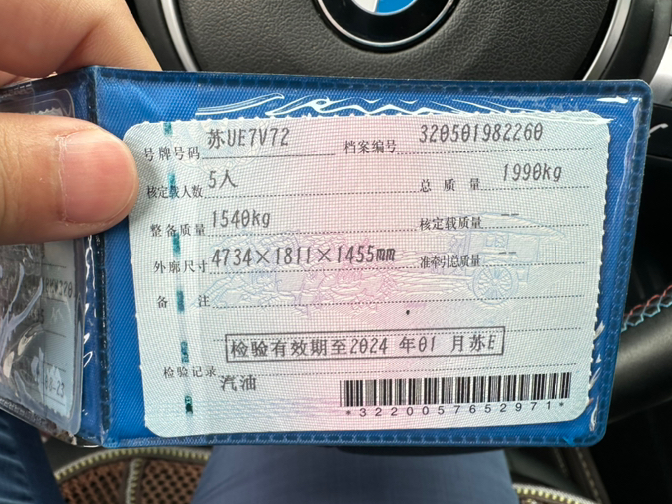 号牌号码 苏UE7V72 档案编号 320501982260
核定载人数 5人 总质量 1990kg
整备质量 1540kg 核定载质量 --
外廓尺寸 4734×1811×1455mm 准牵引总质量 --
备注
检验有效期至2024 年01 月苏E
检验记录
汽油
*3220057652971*